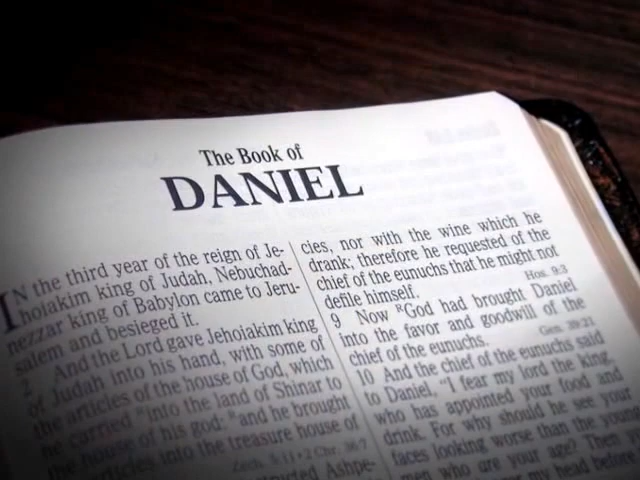 The Book of
DANIEL
IN the third year of the reign of Je-
hoiakim king of Judah, Nebuchad-
nezzar king of Babylon came to Jeru-
salem and besieged it.
2 And the Lord gave Jehoiakim king
of Judah into his hand, with some of
the articles of the house of God, which
he carried into the land of Shinar to
the house of his god; and he brought
the articles into the treasure house of
cies, nor with the wine which he
drank; therefore he requested of the
chief of the eunuchs that he might not
defile himself.
Hos. 9:3
9 Now RGod had brought Daniel
into the favor and goodwill of the
chief of the eunuchs.
Gen. 39:21
10 And the chief of the eunuchs said
to Daniel, "I fear my lord the king,
who has appointed your food and
drink. For why should he see your
faces looking worse than the young
men who are your age? Then
my head before